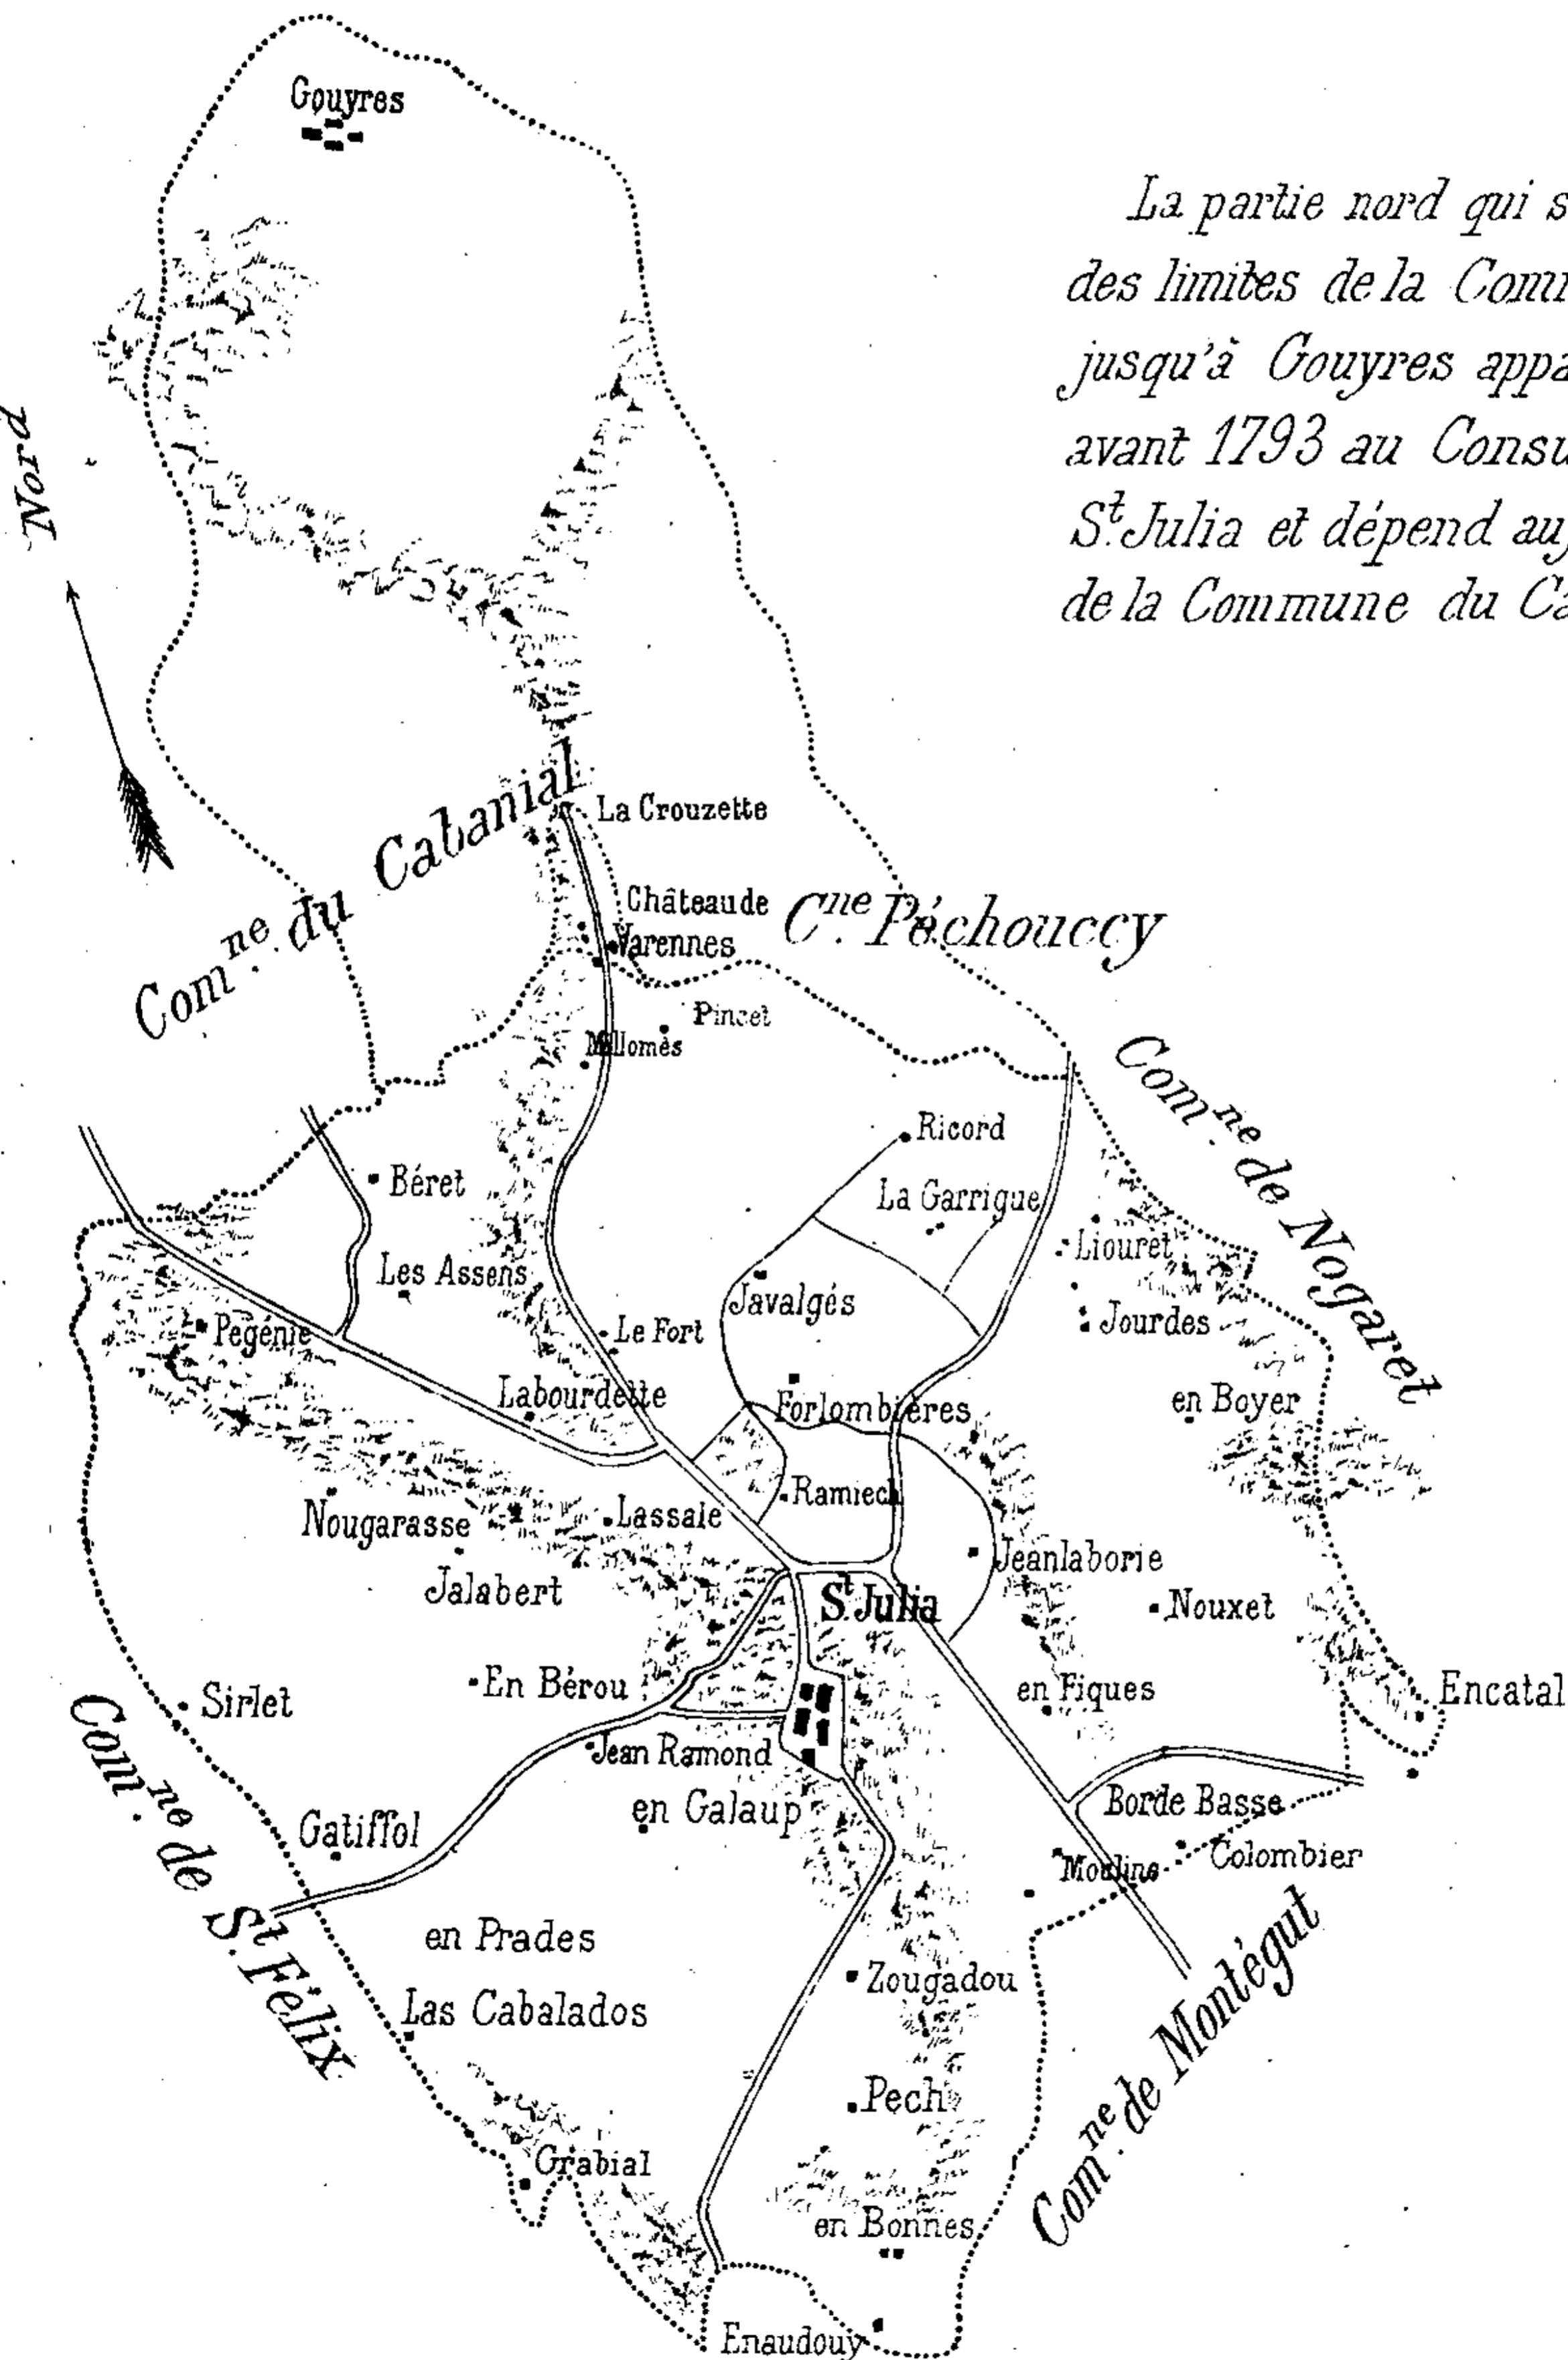 Gouyres
La partie nord qui s
des limites de la Com
jusqu'à Gouyres appa
avant 1793 au Consu
St. Julia et dépend au
de la Commune du Ca
Nord
Comne. du Cabanial
La Crouzette
Château de
Varennes
Cne. Péchouccy
Pincet
Millomès
Comne. de Nogaret
Ricord
Béret
La Garrigue
Liouret
Les Assens
Javalgés
Jourdes
Pegénie
Le Fort
Labourdette
Forlombières
en Boyer
Ramiech
Nougarasse
Lassale
Jeanlaborie
Jalabert
St. Julia
Nouxet
En Bérou
en Fiques
Encatal
Sirlet
Jean Ramond
Comne. de St. Félix
en Galaup
Borde Basse
Gatiffol
Mouline
Colombier
en Prades
Zougadou
Las Cabalados
Comne. de Montégut
Pech
Grabial
en Bonnes
Enaudouy